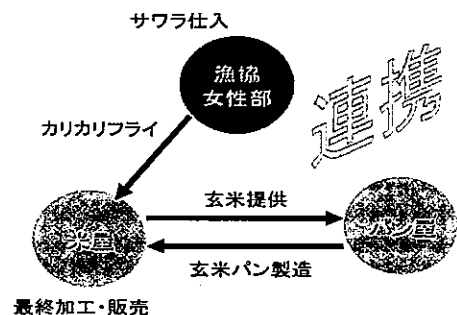 サワラ仕入
漁協
女性部
連携
カリカリフライ
玄米提供
米屋
パン屋
玄米パン製造
最終加工・販売